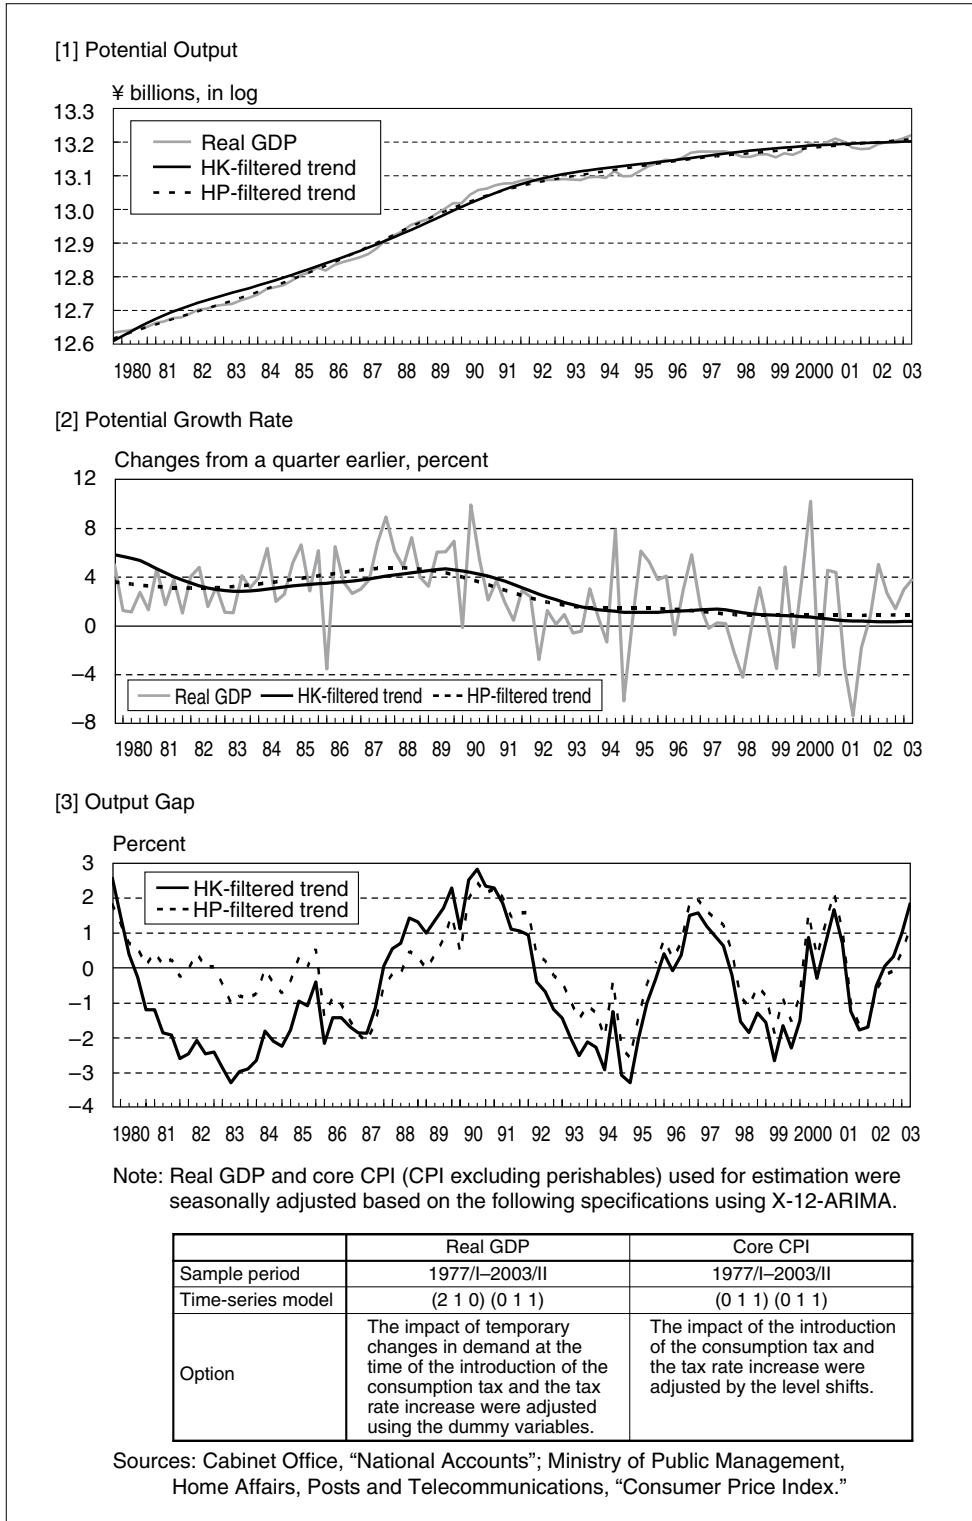 [1] Potential Output
¥ billions, in log
13.3
13.2
13.1
13.0
12.9
12.8
12.7
12.6
Real GDP
HK-filtered trend
HP-filtered trend
1980 81 82 83 84 85 86 87 88 89 90 91 92 93 94 95 96 97 98 99 2000 01 02 03
[2] Potential Growth Rate
Changes from a quarter earlier, percent
12
8
4
0
–4
–8
Real GDP HK-filtered trend HP-filtered trend
1980 81 82 83 84 85 86 87 88 89 90 91 92 93 94 95 96 97 98 99 2000 01 02 03
[3] Output Gap
Percent
3
2
1
0
–1
–2
–3
–4
HK-filtered trend
HP-filtered trend
1980 81 82 83 84 85 86 87 88 89 90 91 92 93 94 95 96 97 98 99 2000 01 02 03
Note: Real GDP and core CPI (CPI excluding perishables) used for estimation were
seasonally adjusted based on the following specifications using X-12-ARIMA.
Real GDP Core CPI
Sample period 1977/I–2003/II 1977/I–2003/II
Time-series model (2 1 0) (0 1 1) (0 1 1) (0 1 1)
Option
The impact of temporary
changes in demand at the
time of the introduction of the
consumption tax and the tax
rate increase were adjusted
using the dummy variables.
The impact of the introduction
of the consumption tax and
the tax rate increase were
adjusted by the level shifts.
Sources: Cabinet Office, “National Accounts”; Ministry of Public Management,
Home Affairs, Posts and Telecommunications, “Consumer Price Index.”